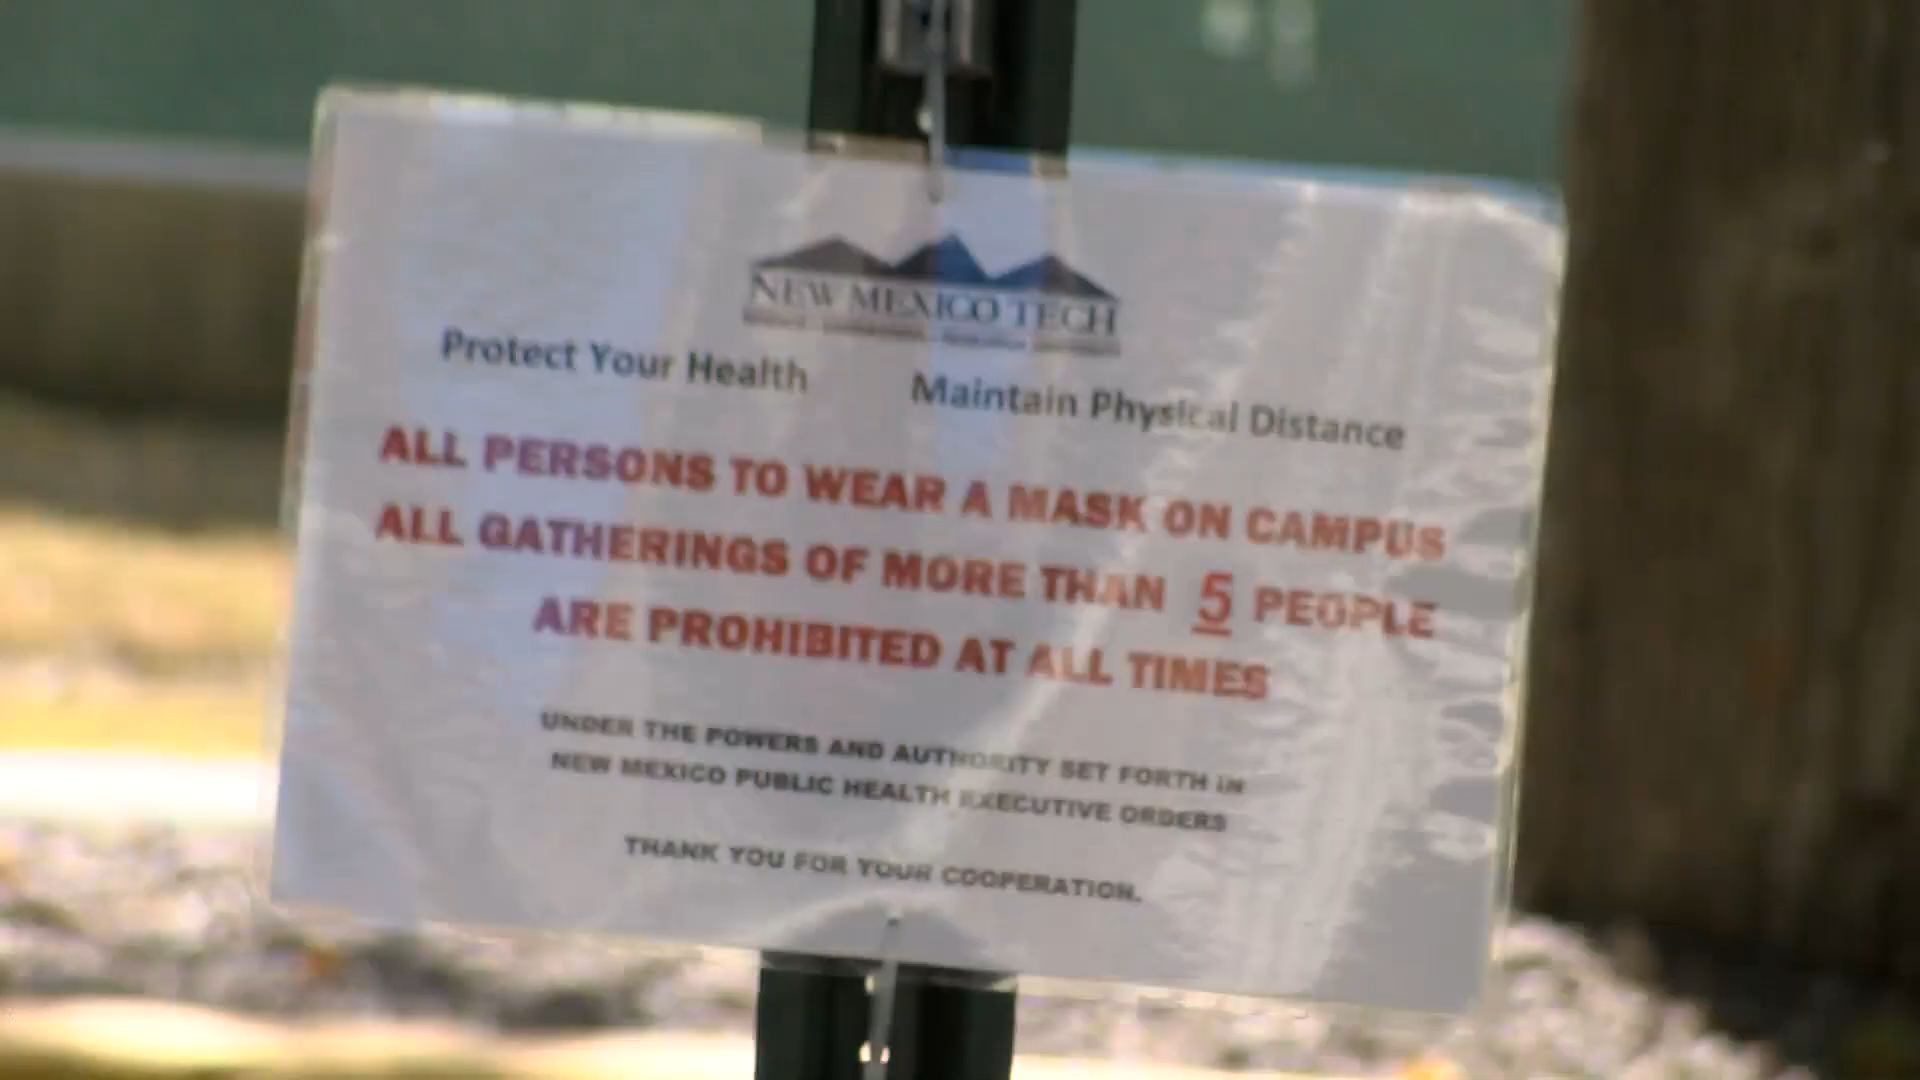 NEW MEXICO TECH
Protect Your Health Maintain Physical Distance
ALL PERSONS TO WEAR A MASK ON CAMPUS
ALL GATHERINGS OF MORE THAN 5 PEOPLE
ARE PROHIBITED AT ALL TIMES
UNDER THE POWERS AND AUTHORITY SET FORTH IN
NEW MEXICO PUBLIC HEALTH EXECUTIVE ORDERS
THANK YOU FOR YOUR COOPERATION.